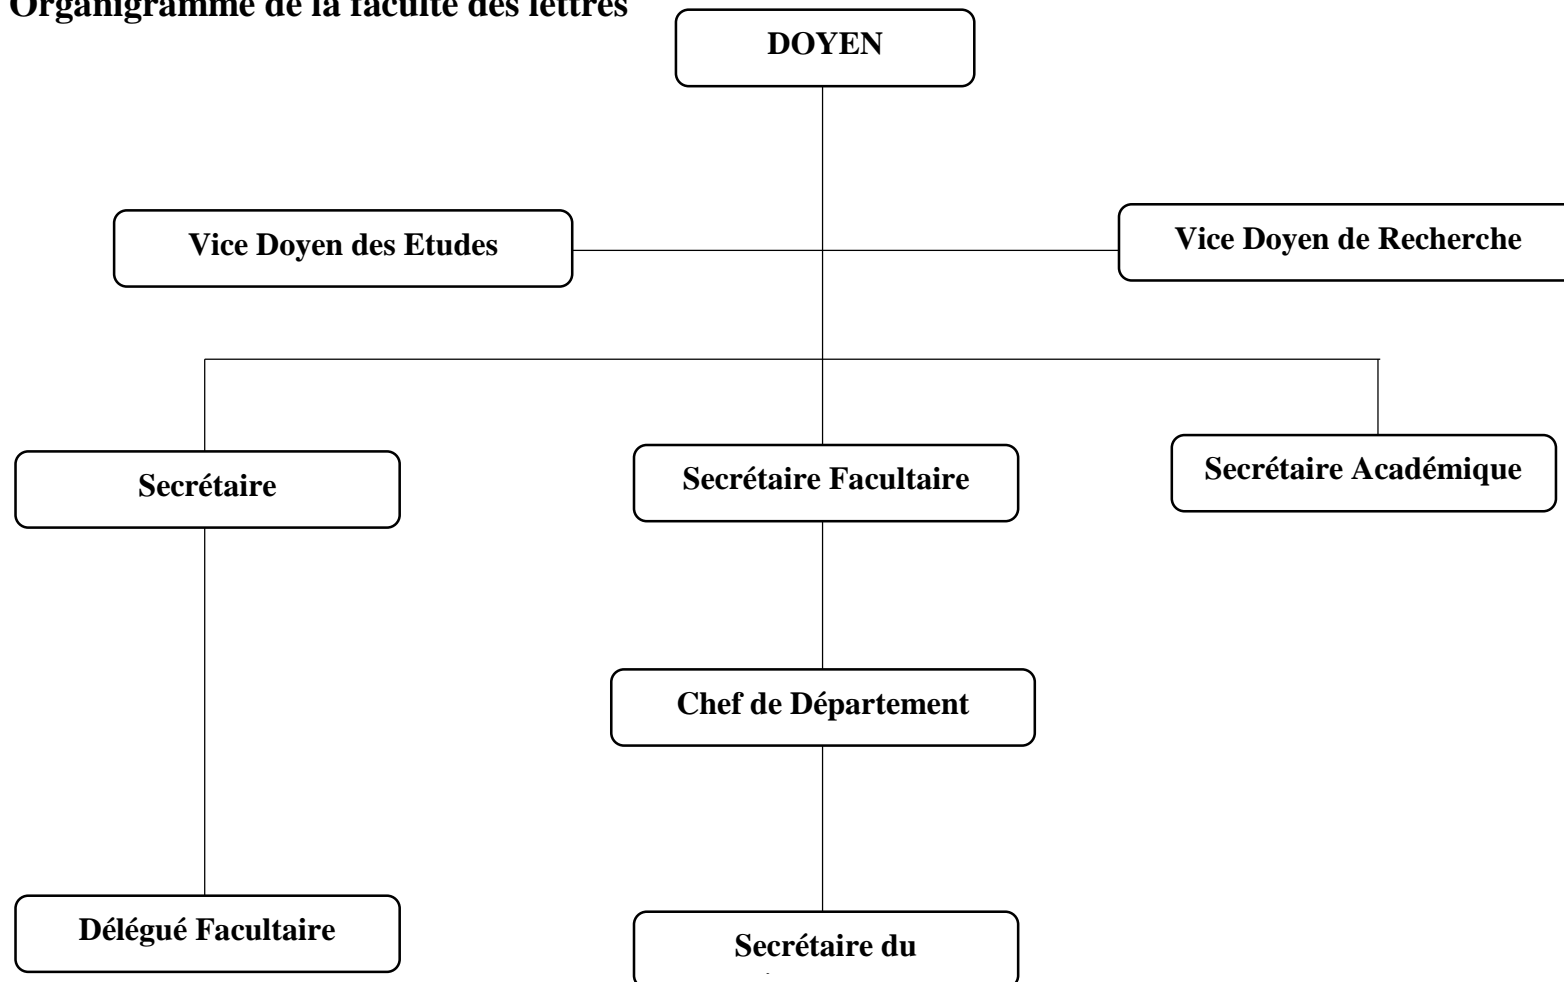 Organigramme de la faculté des lettres
DOYEN
Vice Doyen des Etudes
Vice Doyen de Recherche
Secrétaire
Secrétaire Facultaire
Secrétaire Académique
Chef de Département
Délégué Facultaire
Secrétaire du